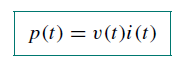 p(t) = v(t)i(t)